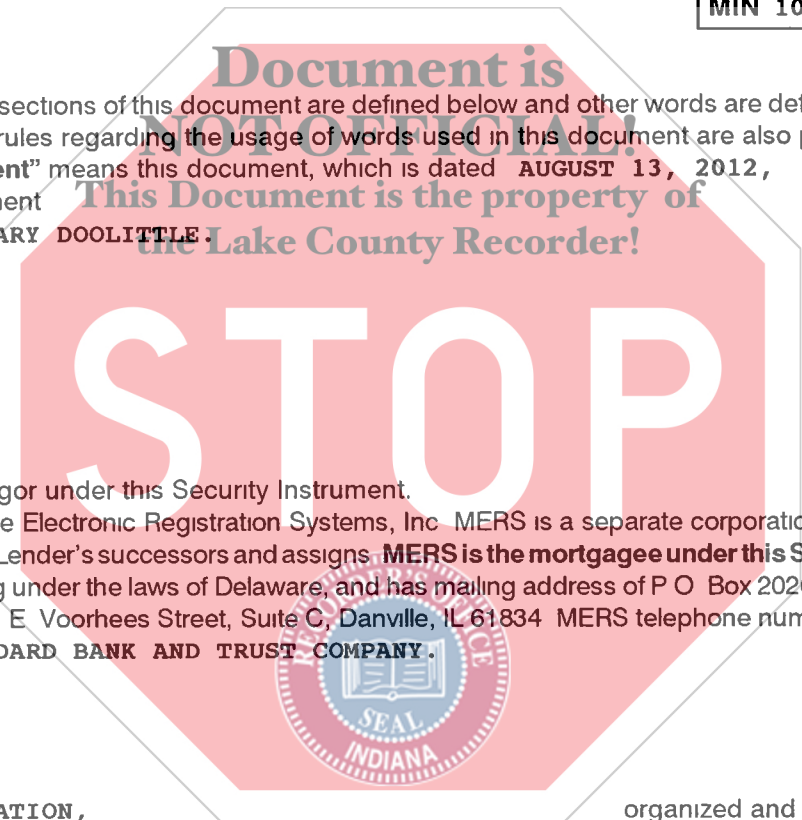 MIN 10
Document is
sections of this document are defined below and other words are def
rules regarding the usage of words used in this document are also p
NOT OFFICIAL!
ent" means this document, which is dated AUGUST 13, 2012,
ment
This Document is the property of
ARY DOOLITTLE.
the Lake County Recorder!
STOP
gor under this Security Instrument.
e Electronic Registration Systems, Inc MERS is a separate corporatio
Lender's successors and assigns MERS is the mortgagee under this S
g under the laws of Delaware, and has mailing address of P O Box 2026
E Voorhees Street, Suite C, Danville, IL 61834 MERS telephone num
DARD BANK AND TRUST COMPANY.
RECORDER'S OFFICE
SEAL
INDIANA
ATION,
organized and